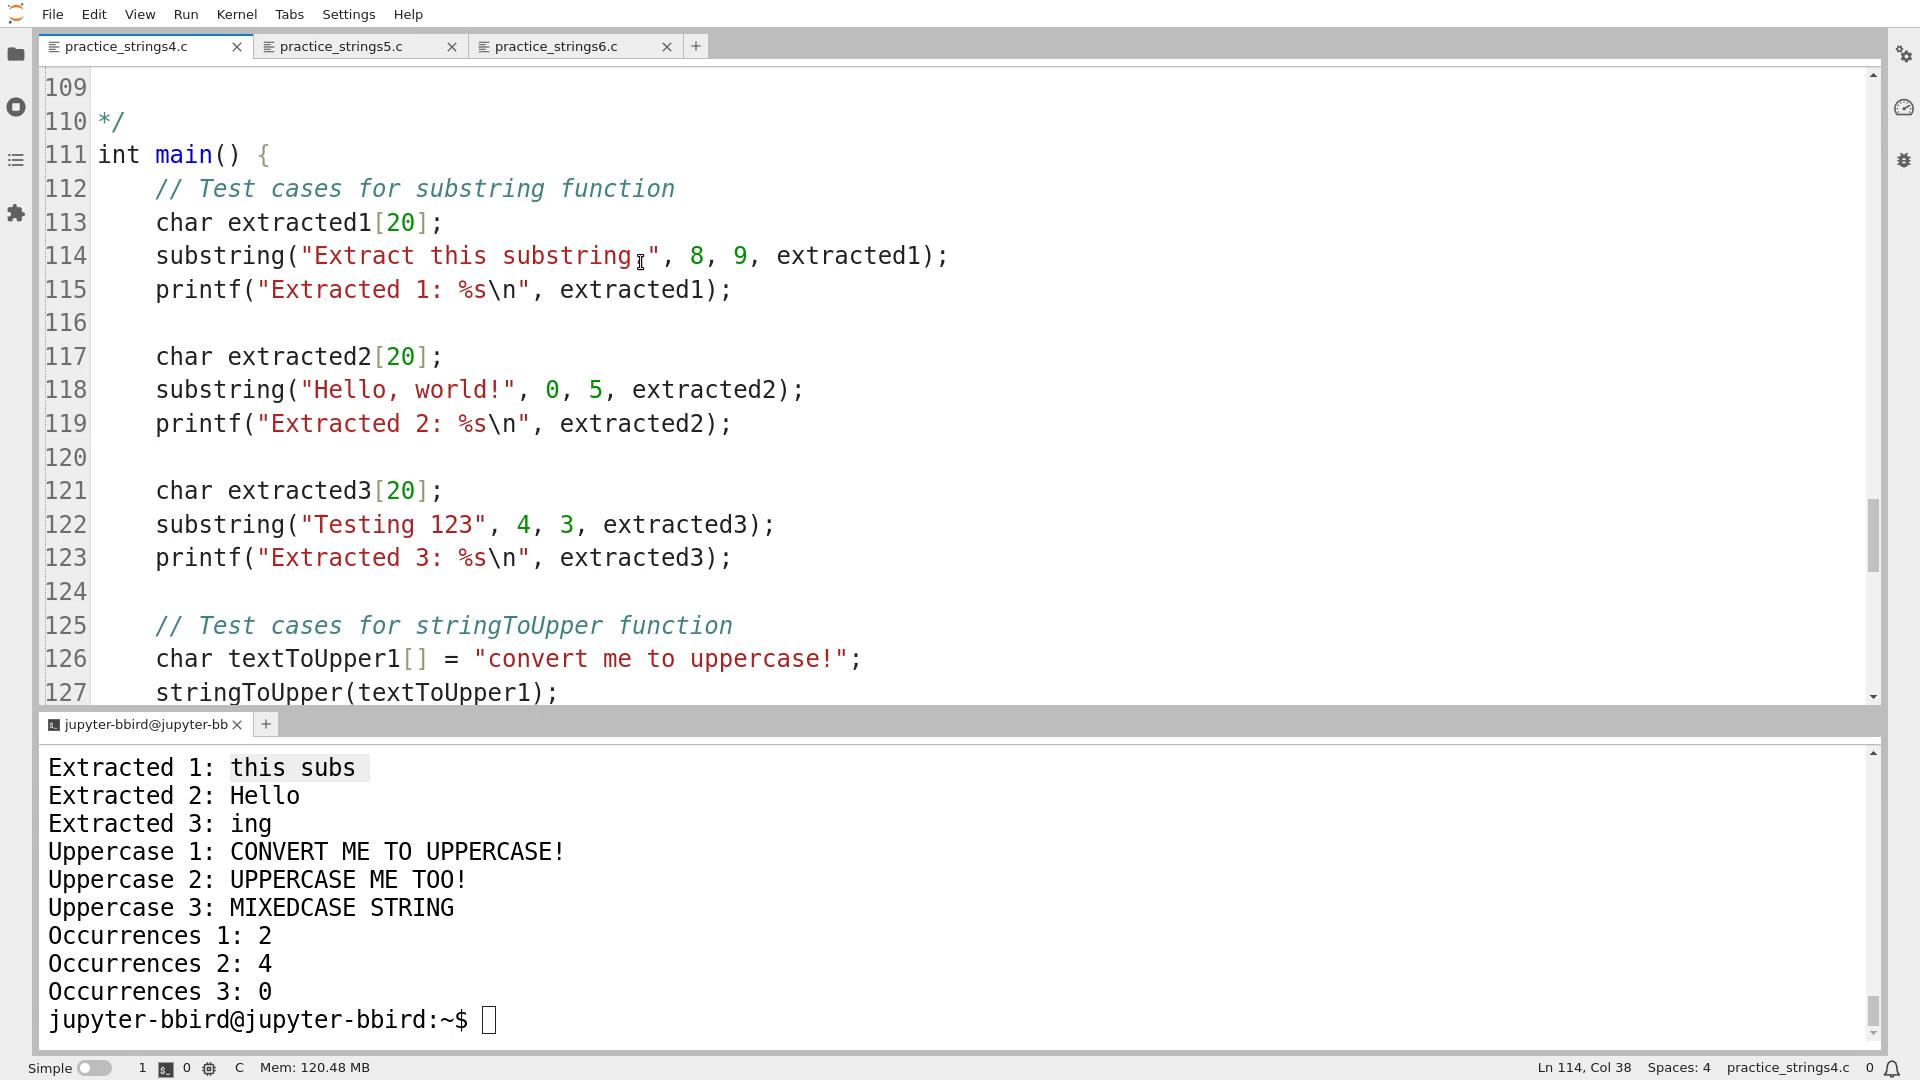 File Edit View Run Kernel Tabs Settings Help
practice_strings4.c practice_strings5.c practice_strings6.c
109
110 */
111 int main() {
112     // Test cases for substring function
113     char extracted1[20];
114     substring("Extract this substring.", 8, 9, extracted1);
115     printf("Extracted 1: %s\n", extracted1);
116
117     char extracted2[20];
118     substring("Hello, world!", 0, 5, extracted2);
119     printf("Extracted 2: %s\n", extracted2);
120
121     char extracted3[20];
122     substring("Testing 123", 4, 3, extracted3);
123     printf("Extracted 3: %s\n", extracted3);
124
125     // Test cases for stringToUpper function
126     char textToUpper1[] = "convert me to uppercase!";
127     stringToUpper(textToUpper1);
jupyter-bbird@jupyter-bb
Extracted 1: this subs
Extracted 2: Hello
Extracted 3: ing
Uppercase 1: CONVERT ME TO UPPERCASE!
Uppercase 2: UPPERCASE ME TOO!
Uppercase 3: MIXEDCASE STRING
Occurrences 1: 2
Occurrences 2: 4
Occurrences 3: 0
jupyter-bbird@jupyter-bbird:~$
Simple 1 0 C Mem: 120.48 MB Ln 114, Col 38 Spaces: 4 practice_strings4.c 0